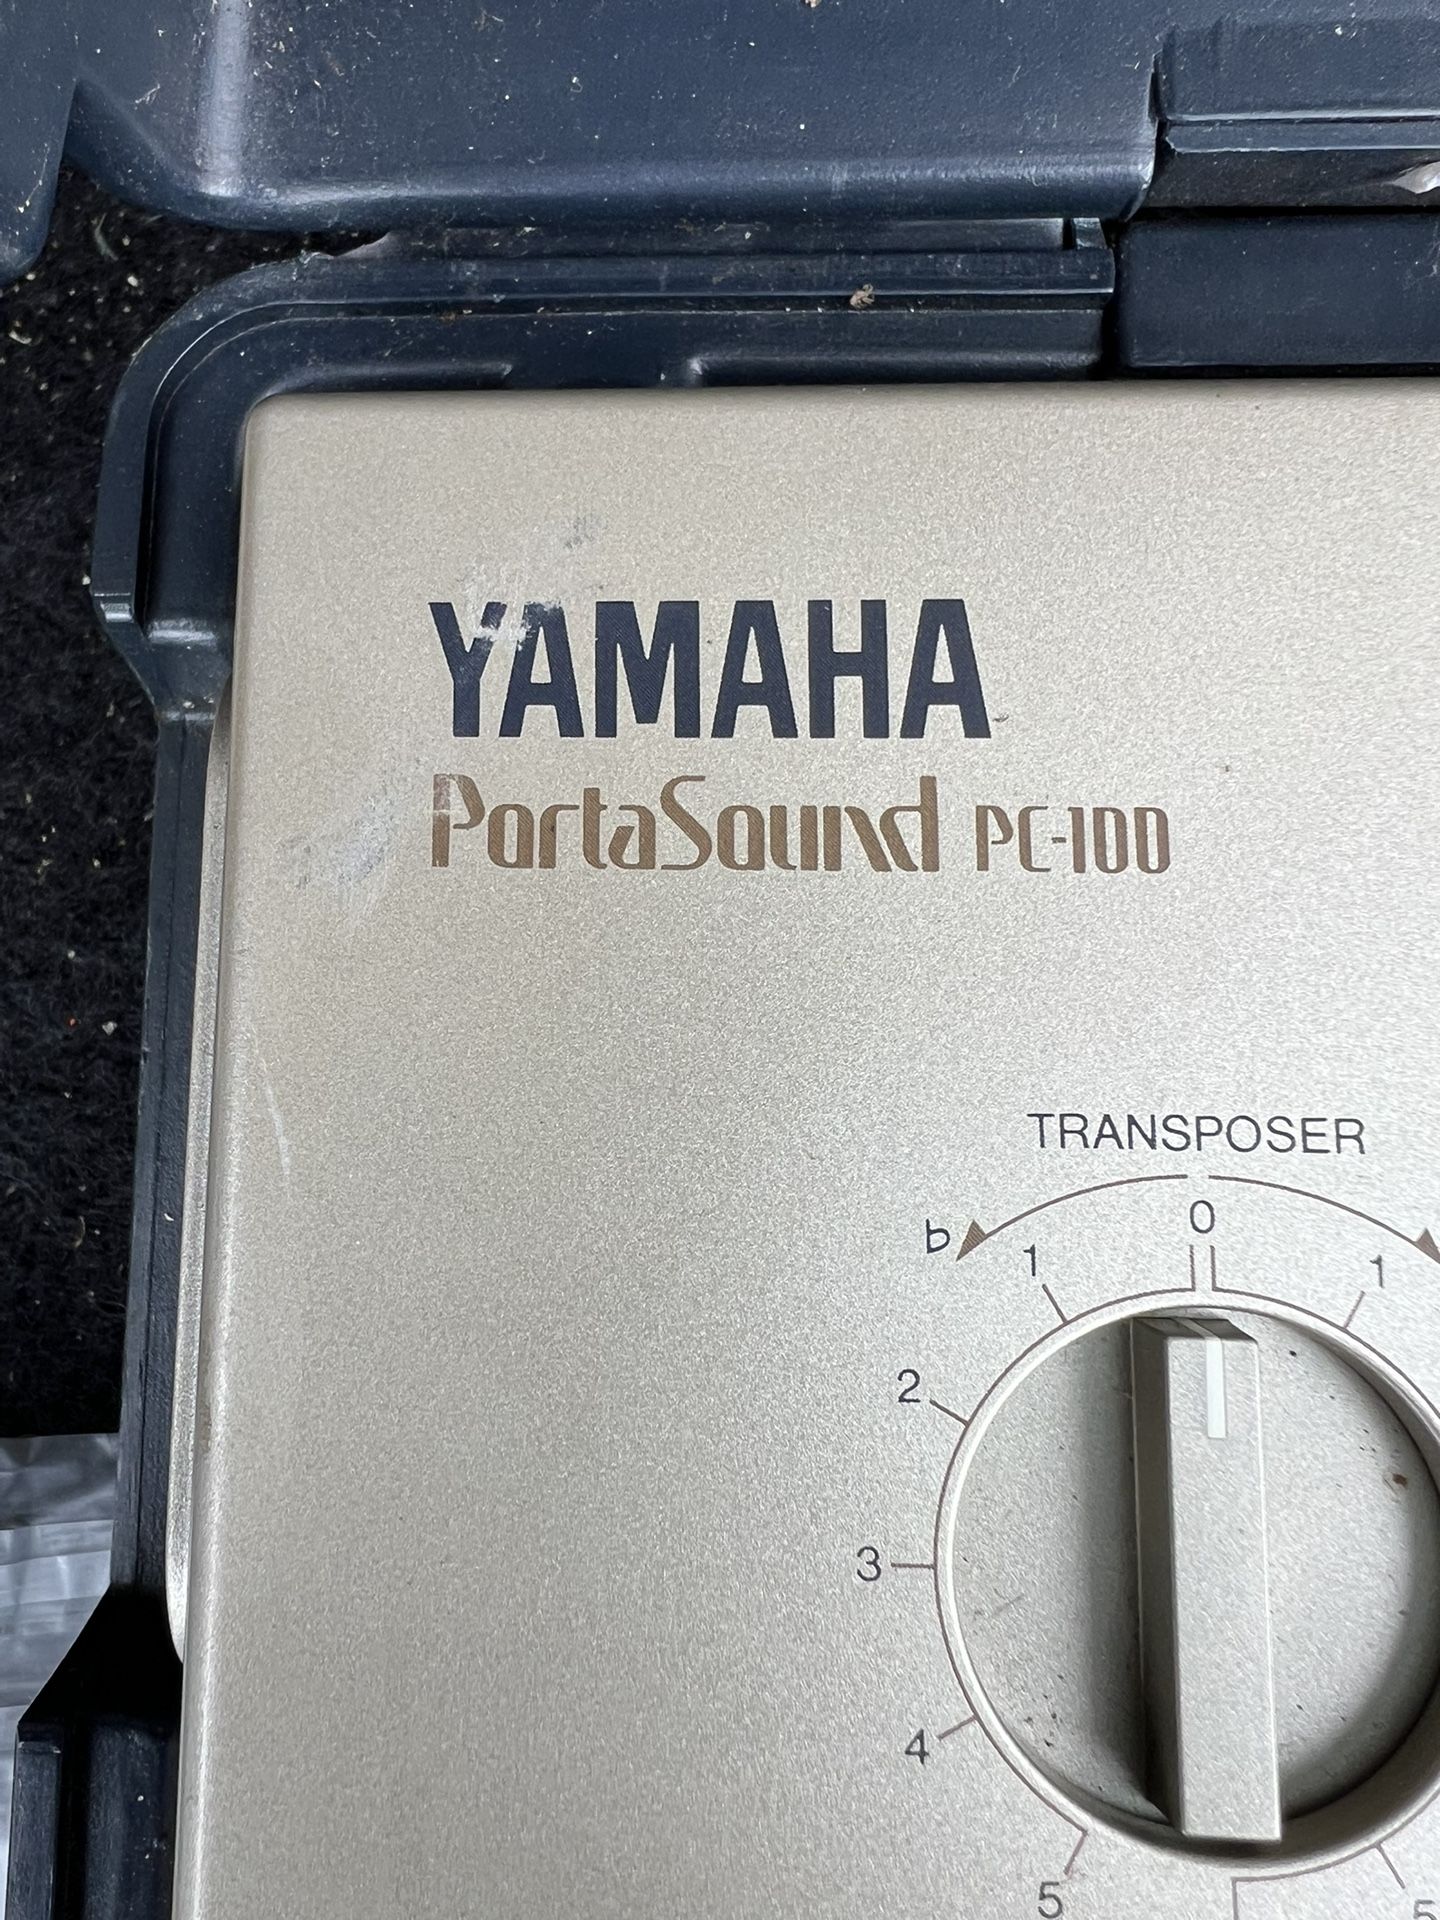 YAMAHA
PortaSound PC-100
TRANSPOSER
♭ 0
1 1
2
3
4
5 5